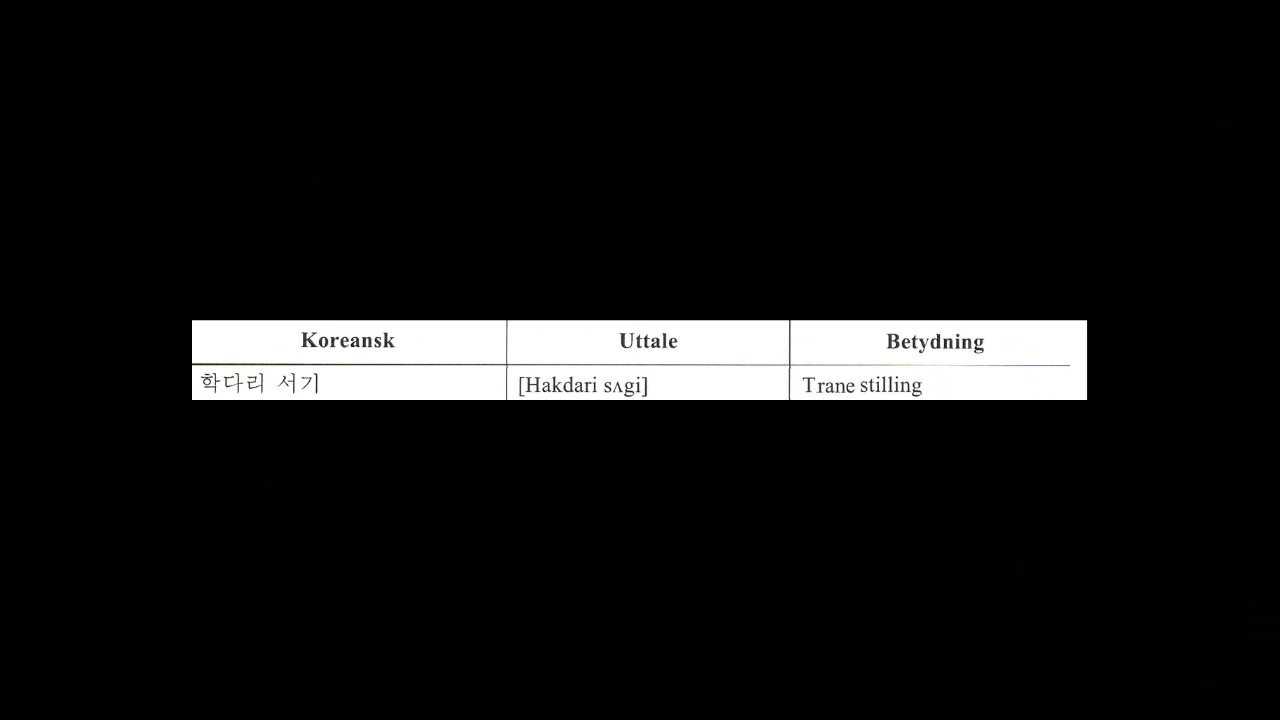 Koreansk Uttale Betydning
학다리 서기 [Hakdari sʌgi] Trane stilling